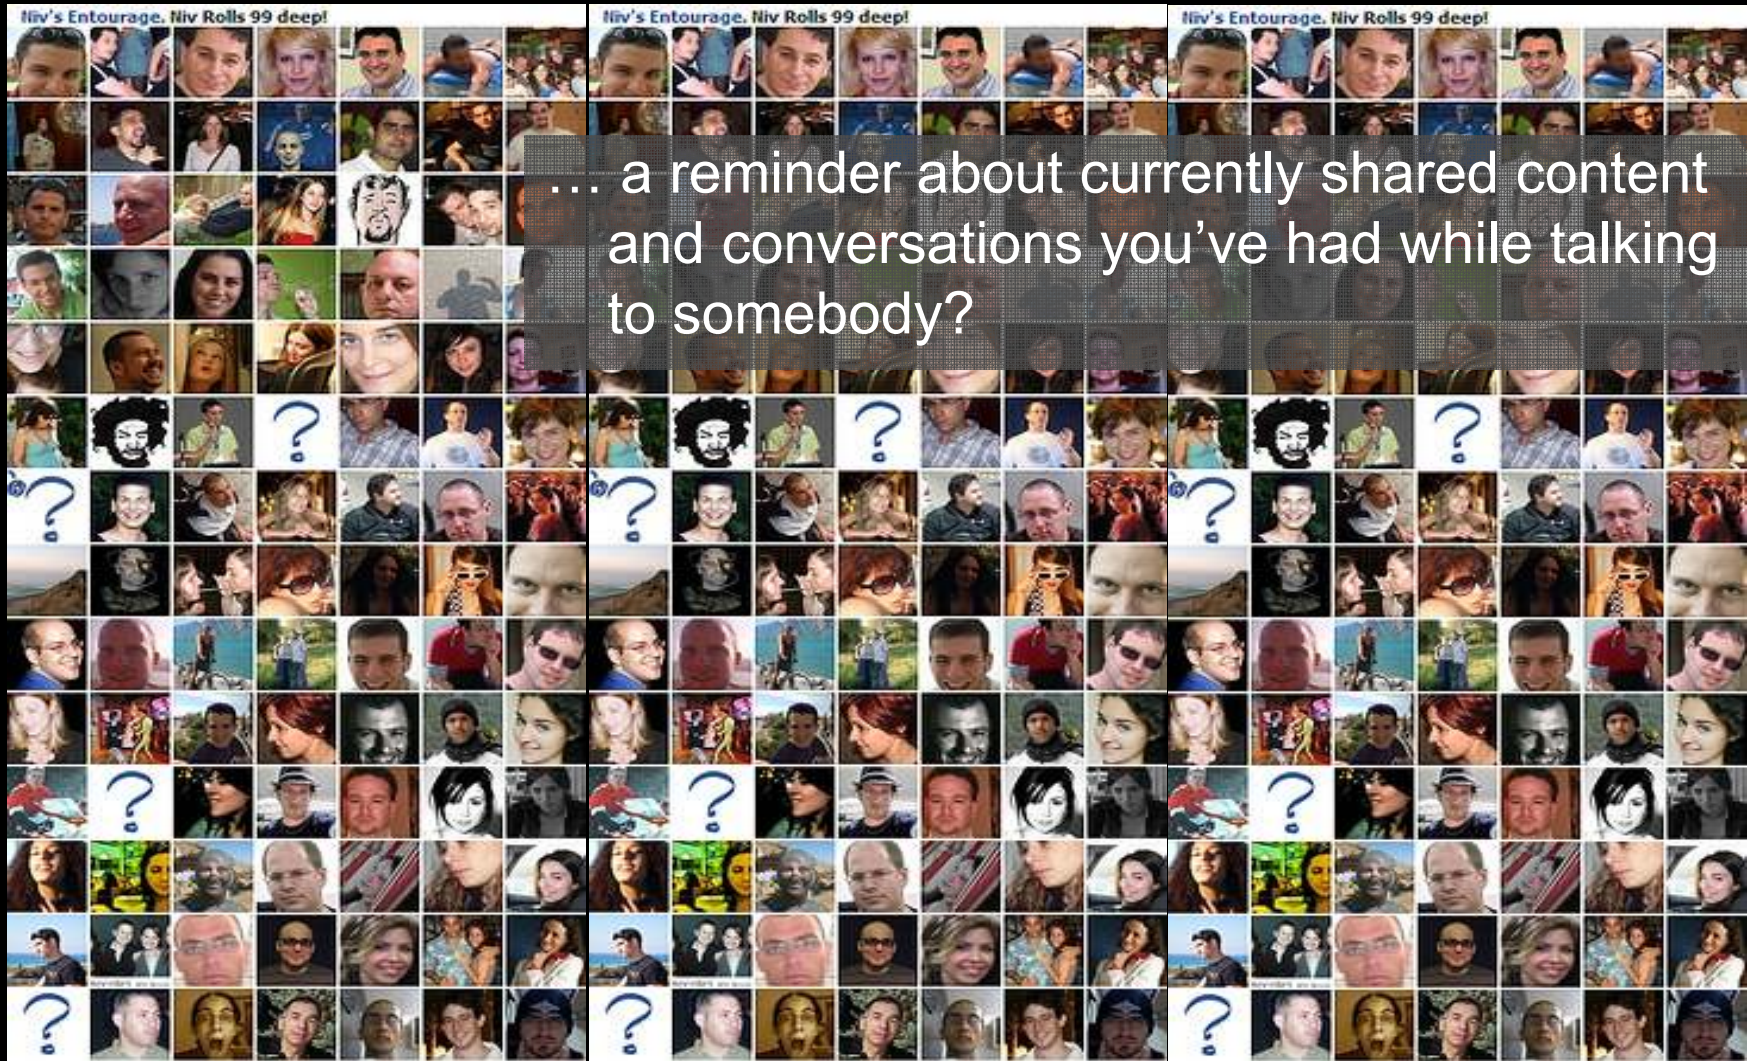 Niv's Entourage. Niv Rolls 99 deep!
Niv's Entourage. Niv Rolls 99 deep!
Niv's Entourage. Niv Rolls 99 deep!
… a reminder about currently shared content
and conversations you’ve had while talking
to somebody?